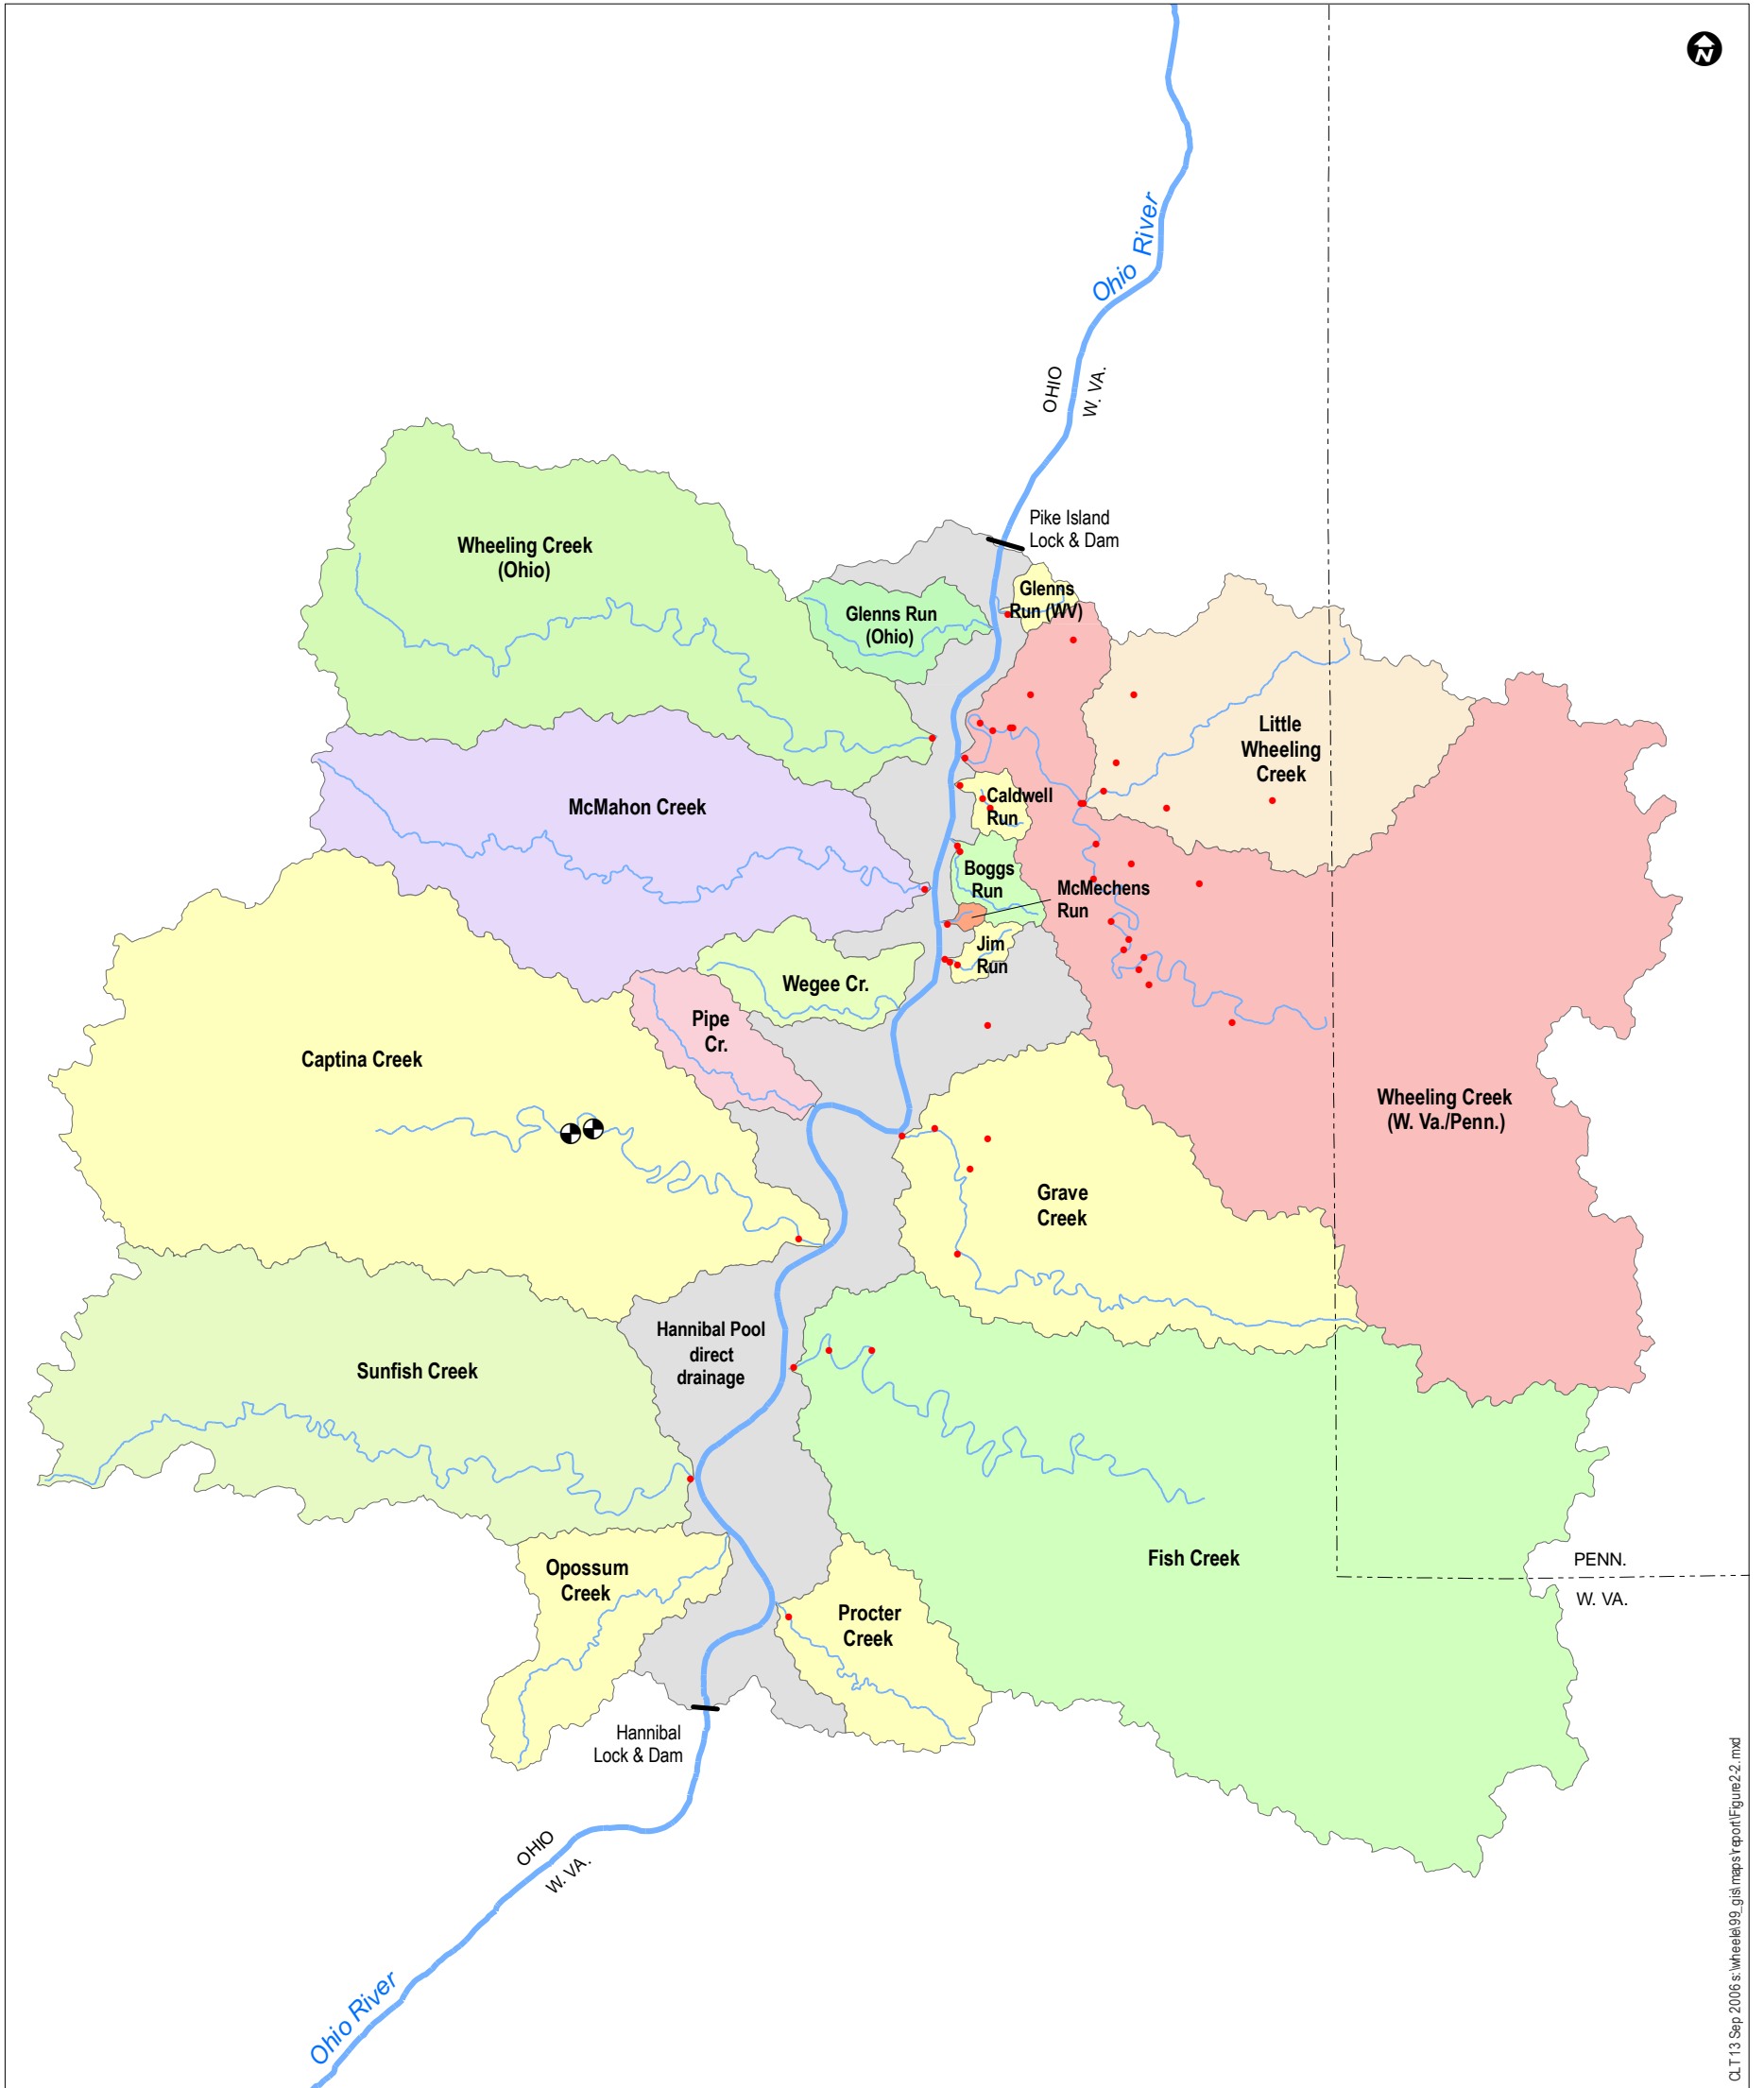 N
Ohio River
OHIO
W. VA.
Pike Island
Lock & Dam
Wheeling Creek
(Ohio)
Glenns
Run (WV)
Glenns Run
(Ohio)
Little
Wheeling
Creek
McMahon Creek
Caldwell
Run
Boggs
Run
McMechens
Run
Jim
Run
Wegee Cr.
Pipe
Cr.
Captina Creek
Wheeling Creek
(W. Va./Penn.)
Grave
Creek
Hannibal Pool
direct
drainage
Sunfish Creek
Fish Creek
PENN.
W. VA.
Opossum
Creek
Procter
Creek
Hannibal
Lock & Dam
OHIO
W. VA.
Ohio River
CLT 13 Sep 2006 s:\wheele\99_gis\maps\report\Figure2-2.mxd